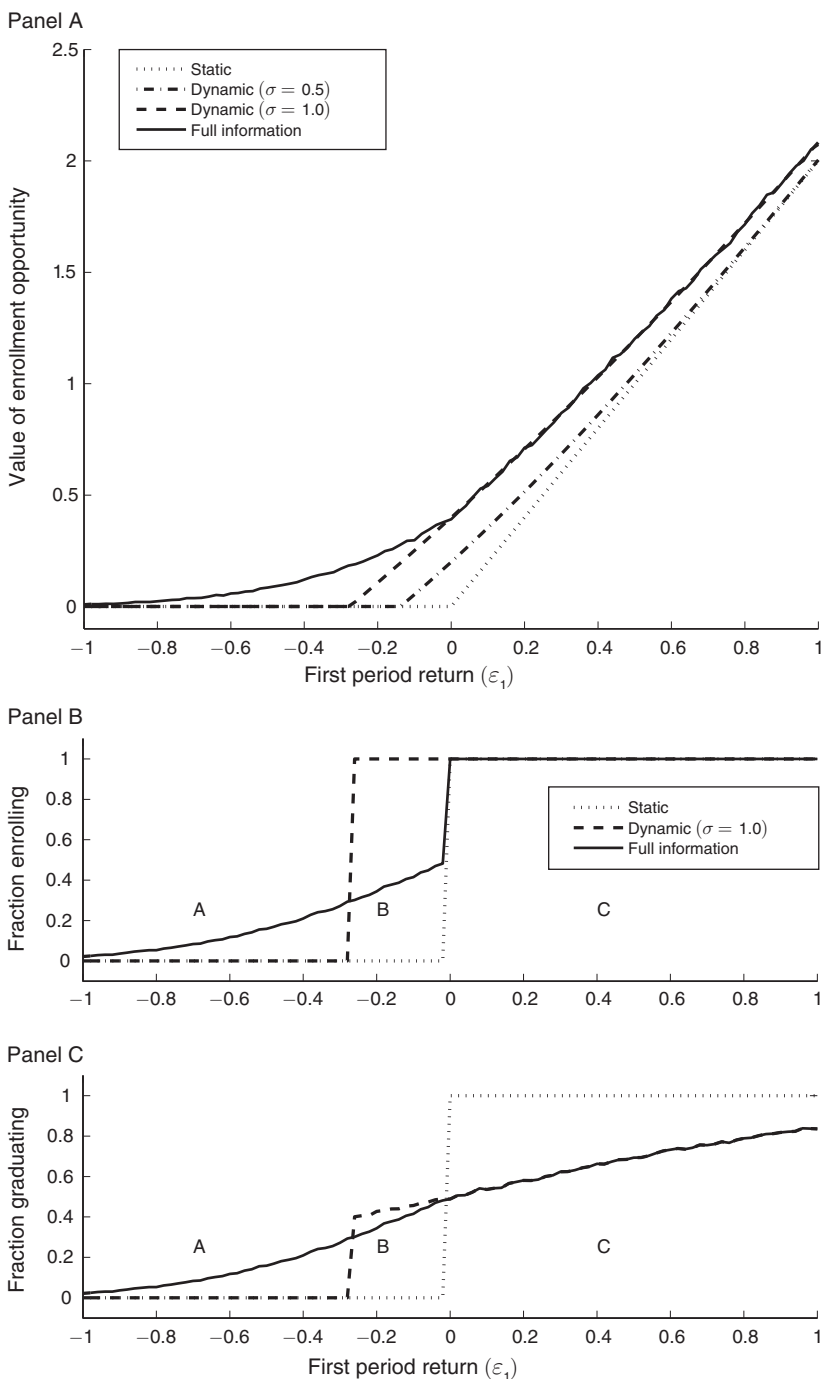 Panel A
2.5
Static
Dynamic (σ = 0.5)
Dynamic (σ = 1.0)
Full information
2
1.5
1
0.5
0
Value of enrollment opportunity
−1 −0.8 −0.6 −0.4 −0.2 0 0.2 0.4 0.6 0.8 1
First period return (ε₁)
Panel B
1
0.8
0.6
0.4
0.2
0
Fraction enrolling
Static
Dynamic (σ = 1.0)
Full information
A B C
−1 −0.8 −0.6 −0.4 −0.2 0 0.2 0.4 0.6 0.8 1
Panel C
1
0.8
0.6
0.4
0.2
0
Fraction graduating
A B C
−1 −0.8 −0.6 −0.4 −0.2 0 0.2 0.4 0.6 0.8 1
First period return (ε₁)